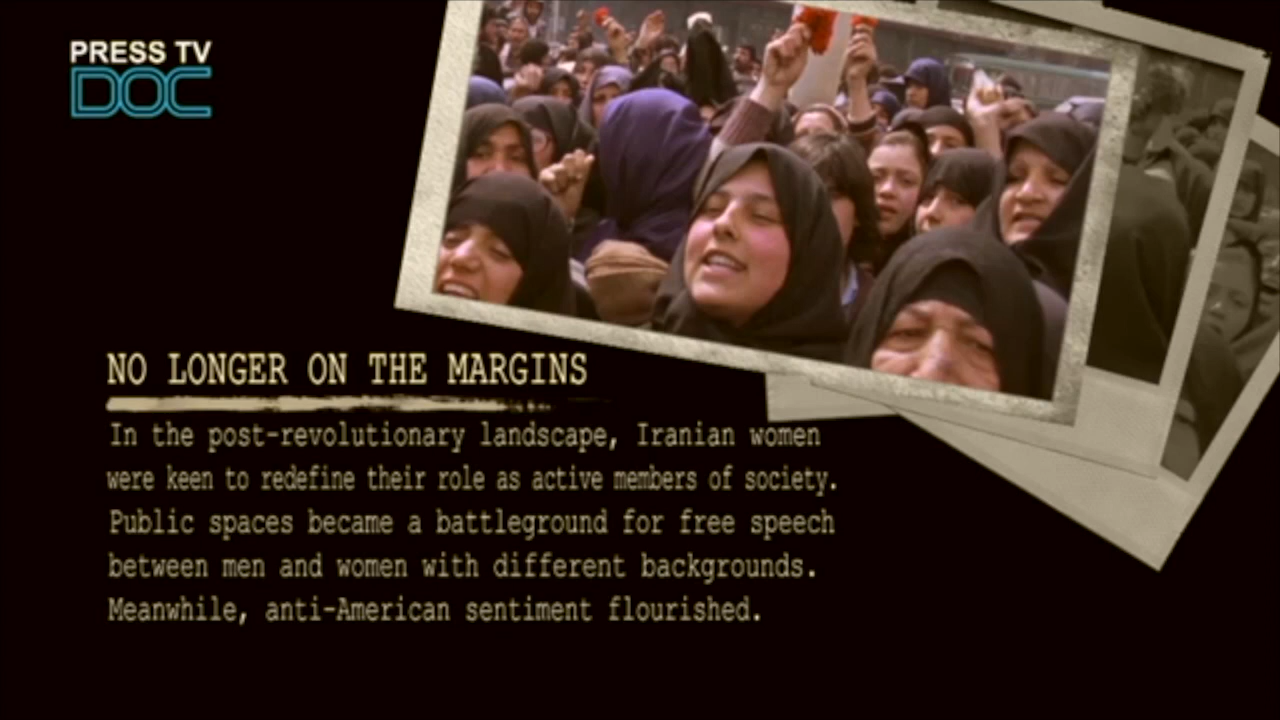 PRESS TV
DOC
NO LONGER ON THE MARGINS
In the post-revolutionary landscape, Iranian women
were keen to redefine their role as active members of society.
Public spaces became a battleground for free speech
between men and women with different backgrounds.
Meanwhile, anti-American sentiment flourished.